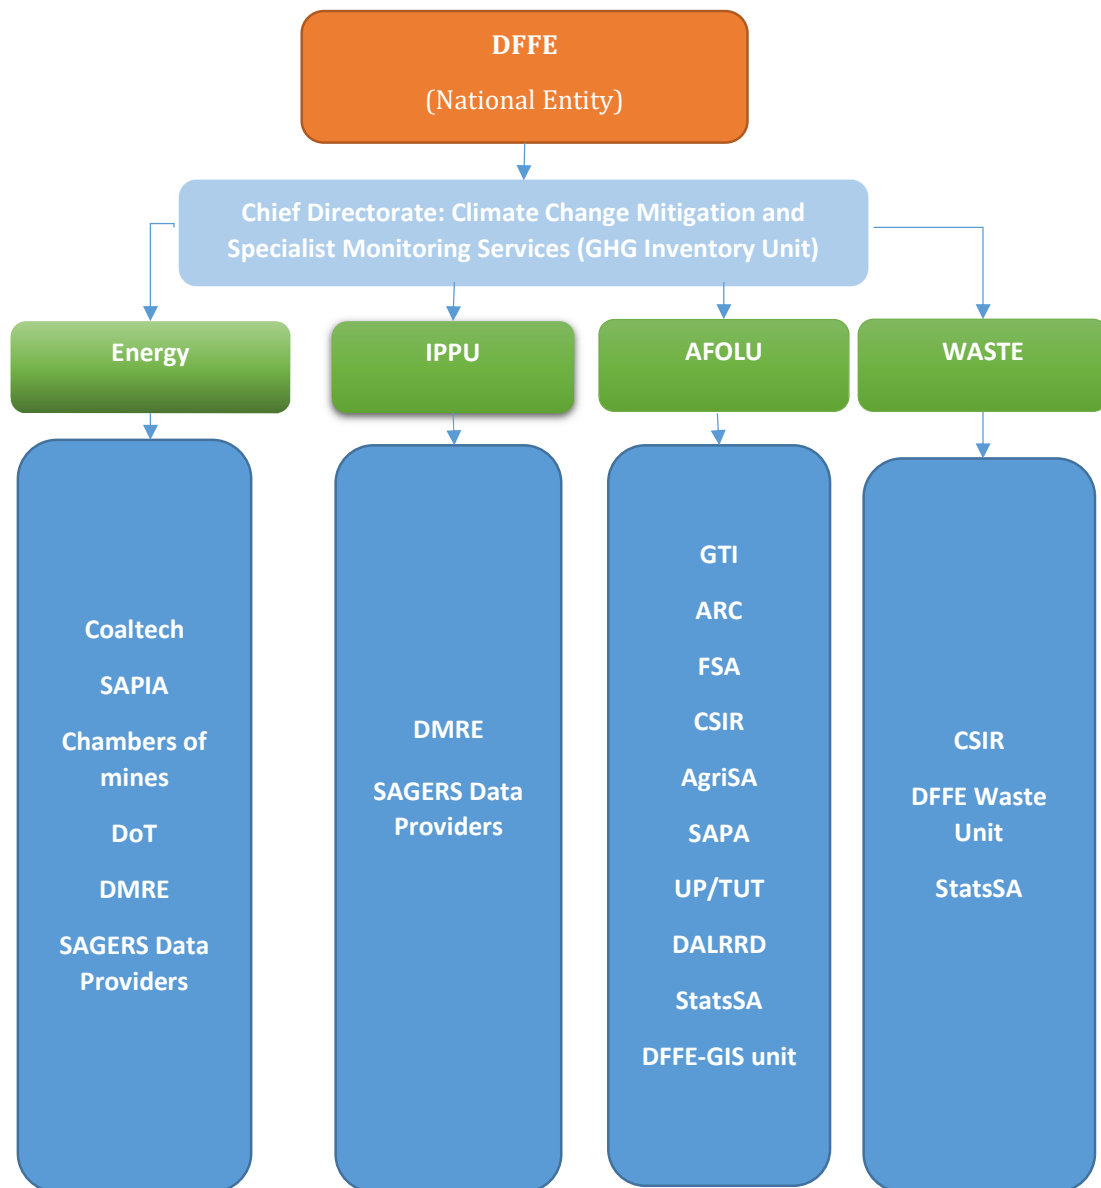 DFFE
(National Entity)
Chief Directorate: Climate Change Mitigation and
Specialist Monitoring Services (GHG Inventory Unit)
Energy
IPPU
AFOLU
WASTE
Coaltech
SAPIA
Chambers of
mines
DoT
DMRE
SAGERS Data
Providers
DMRE
SAGERS Data
Providers
GTI
ARC
FSA
CSIR
AgriSA
SAPA
UP/TUT
DALRRD
StatsSA
DFFE-GIS unit
CSIR
DFFE Waste
Unit
StatsSA